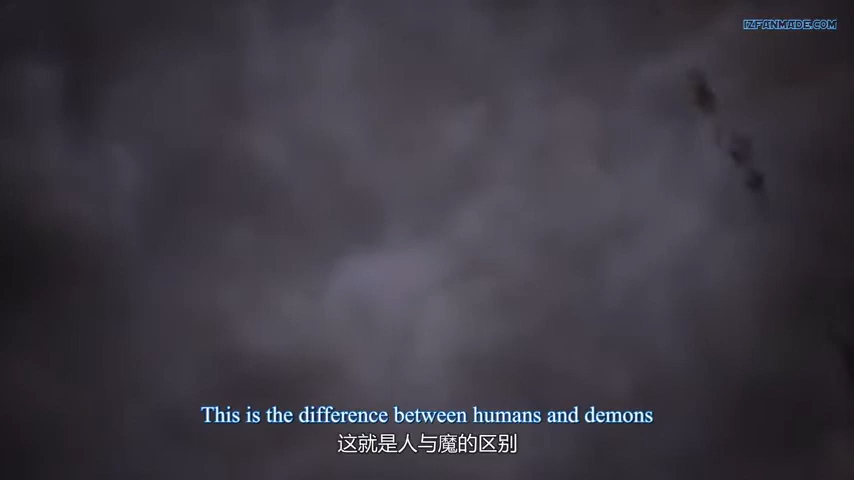 IZFANMADE.COM
This is the difference between humans and demons
这就是人与魔的区别